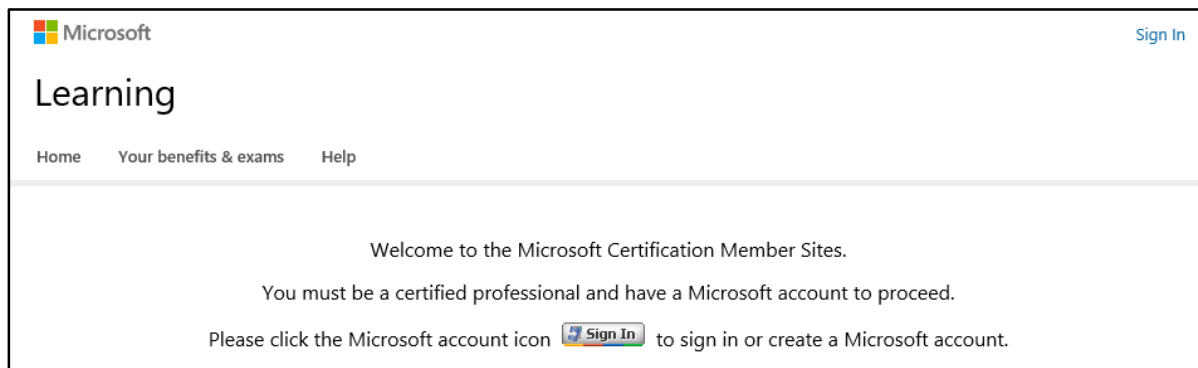 Microsoft
Sign In
Learning
Home Your benefits & exams Help
Welcome to the Microsoft Certification Member Sites.
You must be a certified professional and have a Microsoft account to proceed.
Please click the Microsoft account icon Sign In to sign in or create a Microsoft account.